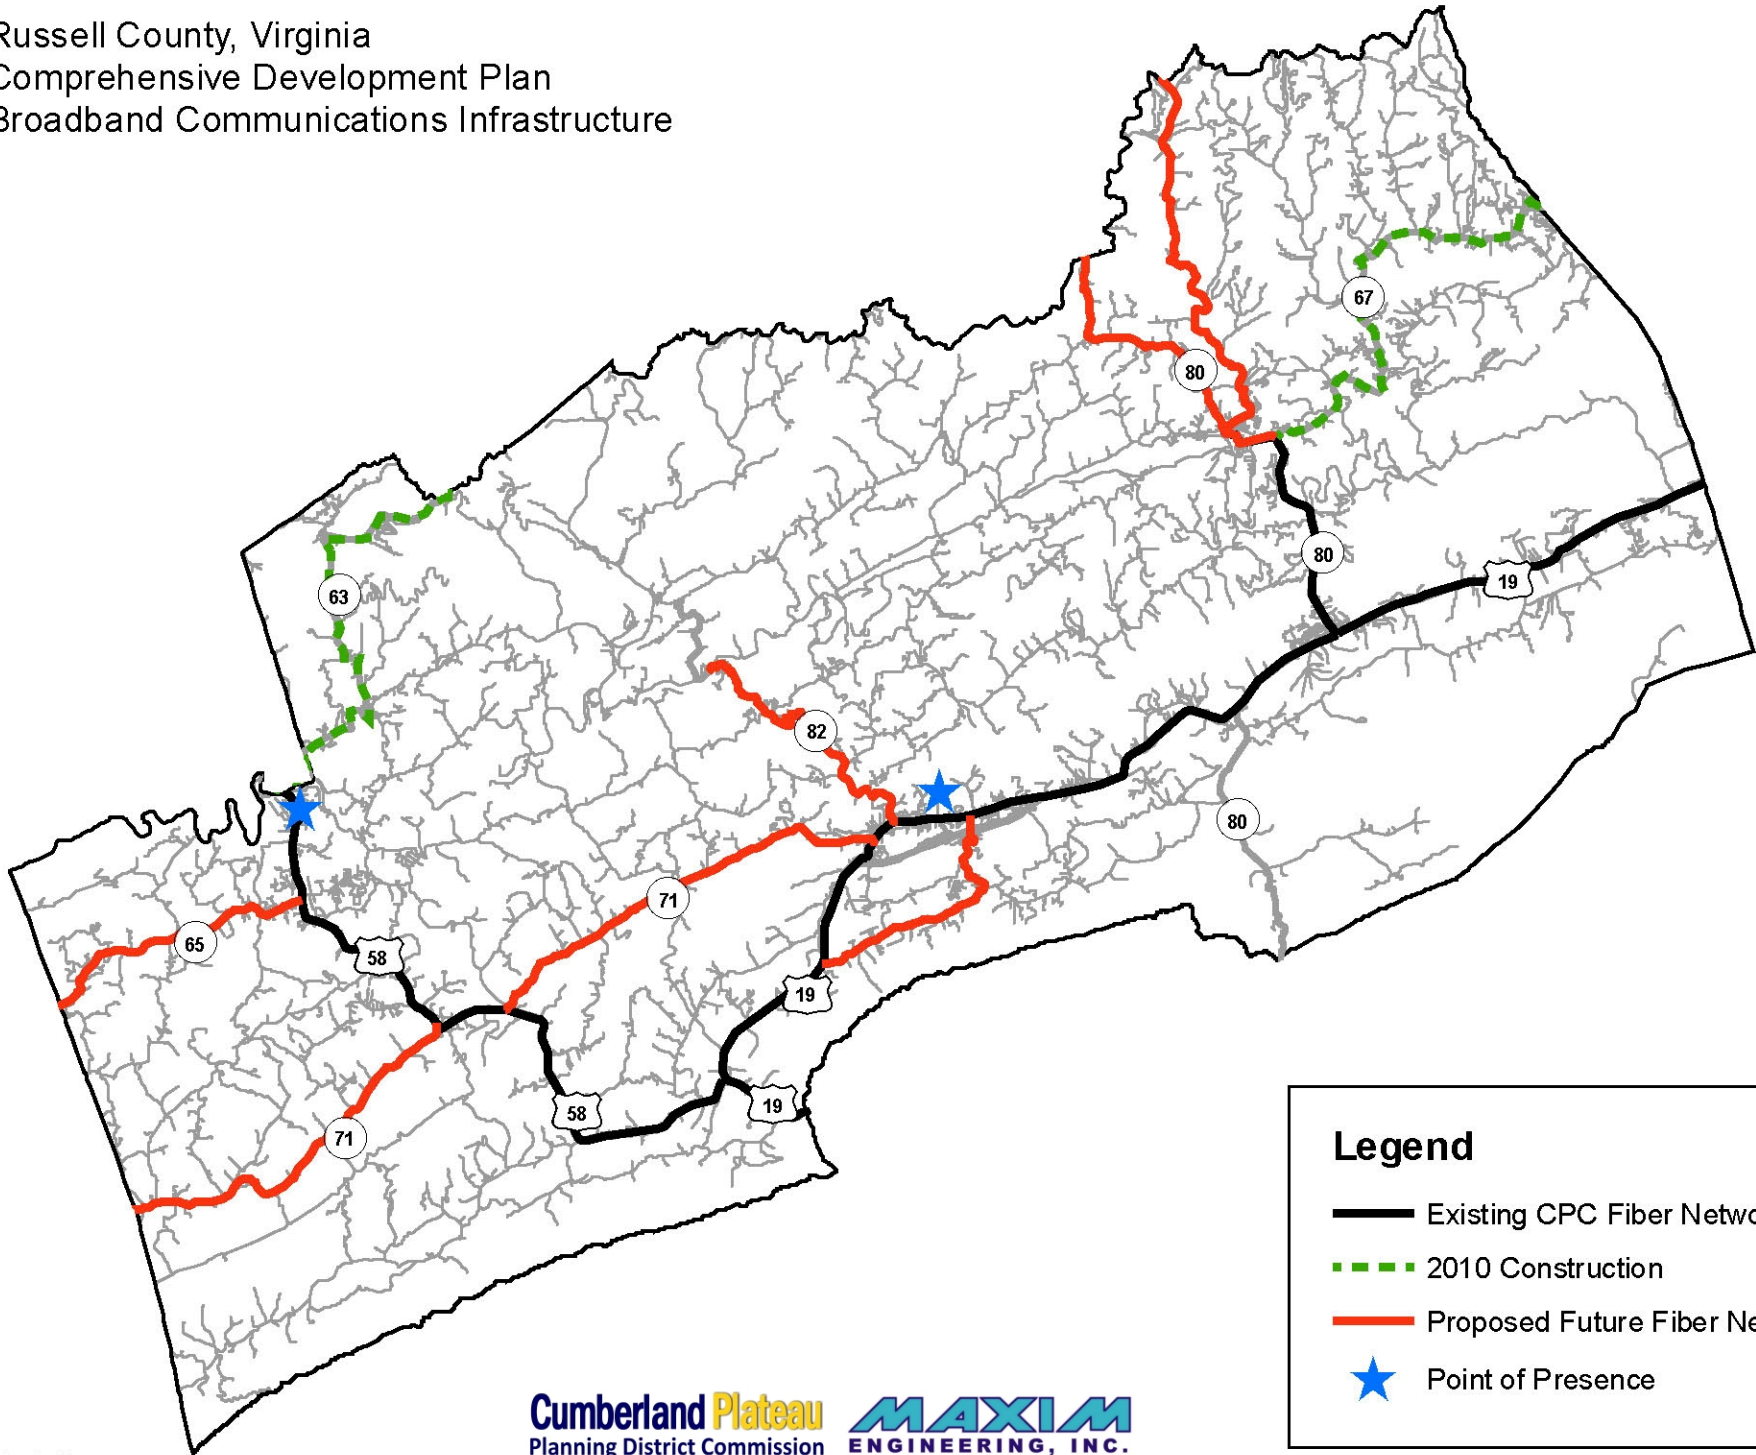 Russell County, Virginia
Comprehensive Development Plan
Broadband Communications Infrastructure
67
80
80
19
63
82
80
71
65
58
19
58
19
71
Legend
Existing CPC Fiber Netwo
2010 Construction
Proposed Future Fiber Ne
Point of Presence
Cumberland Plateau
Planning District Commission
MAXIM
ENGINEERING, INC.